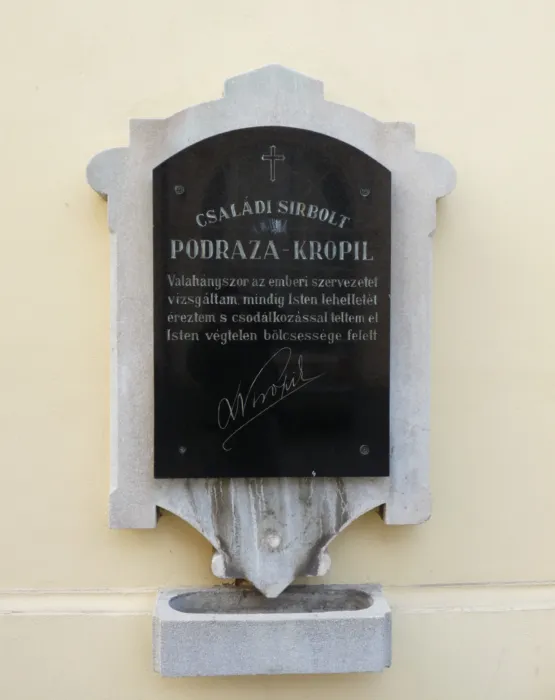 CSALÁDI SIRBOLT
PODRAZA-KROPIL
Valahányszor az emberi szervezetet
vizsgáltam mindig Isten lehelletét
éreztem s csodálkozással teltem el
Isten végtelen bölcsessége felett
Kropil